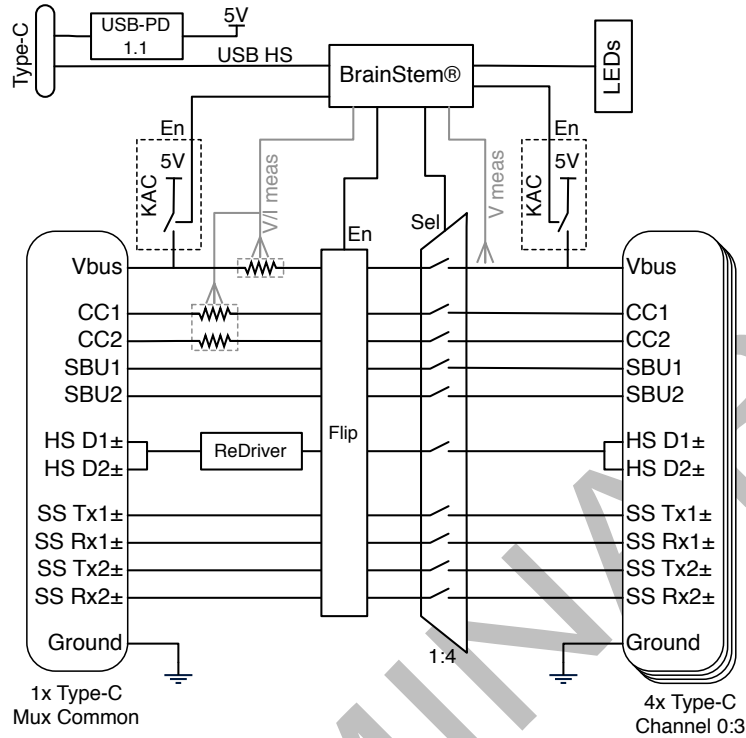 Type-C
USB-PD
1.1
5V
USB HS
BrainStem®
LEDs
En
5V
KAC
V/I meas
En
Sel
V meas
En
5V
KAC
Vbus
CC1
CC2
SBU1
SBU2
HS D1±
HS D2±
SS Tx1±
SS Rx1±
SS Tx2±
SS Rx2±
Ground
ReDriver
Flip
1:4
Vbus
CC1
CC2
SBU1
SBU2
HS D1±
HS D2±
SS Tx1±
SS Rx1±
SS Tx2±
SS Rx2±
Ground
1x Type-C
Mux Common
4x Type-C
Channel 0:3